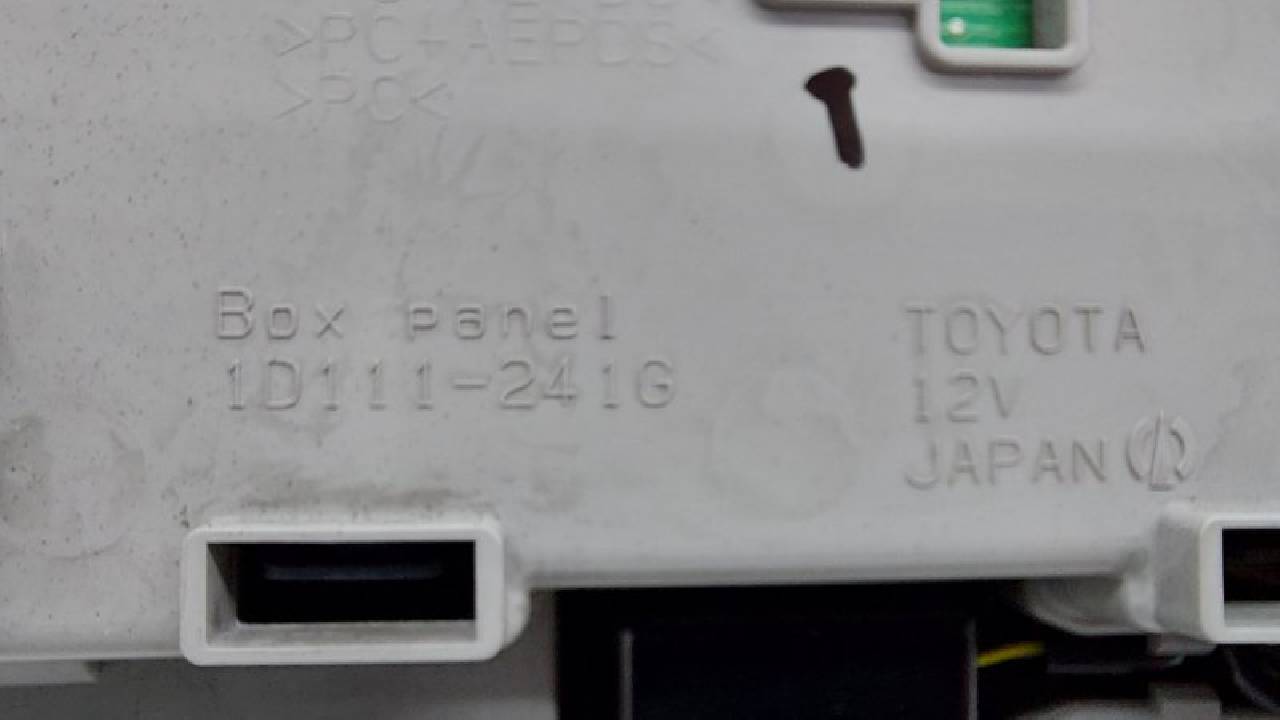 >PC+AEPDS<
>PC<
Box panel
1D111-241G
TOYOTA
12V
JAPAN